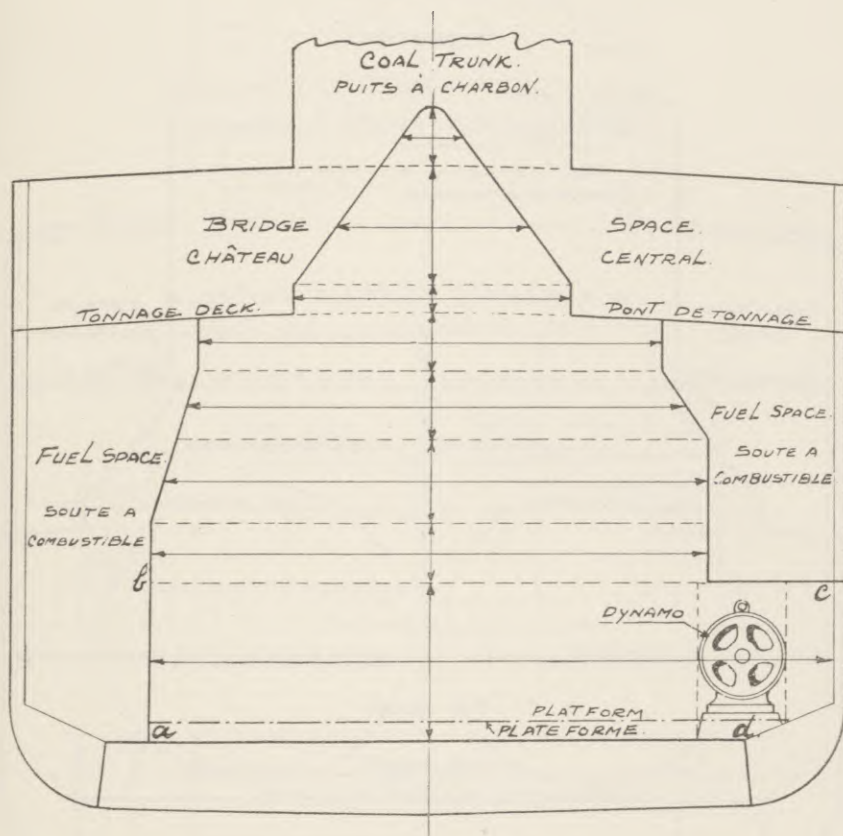 COAL TRUNK.
PUITS À CHARBON.
BRIDGE
CHÂTEAU
SPACE.
CENTRAL.
TONNAGE DECK.
PONT DE TONNAGE
FUEL SPACE.
SOUTE A
COMBUSTIBLE
FUEL SPACE.
SOUTE A
COMBUSTIBLE
b
c
DYNAMO
PLATFORM
PLATE FORME.
a
d